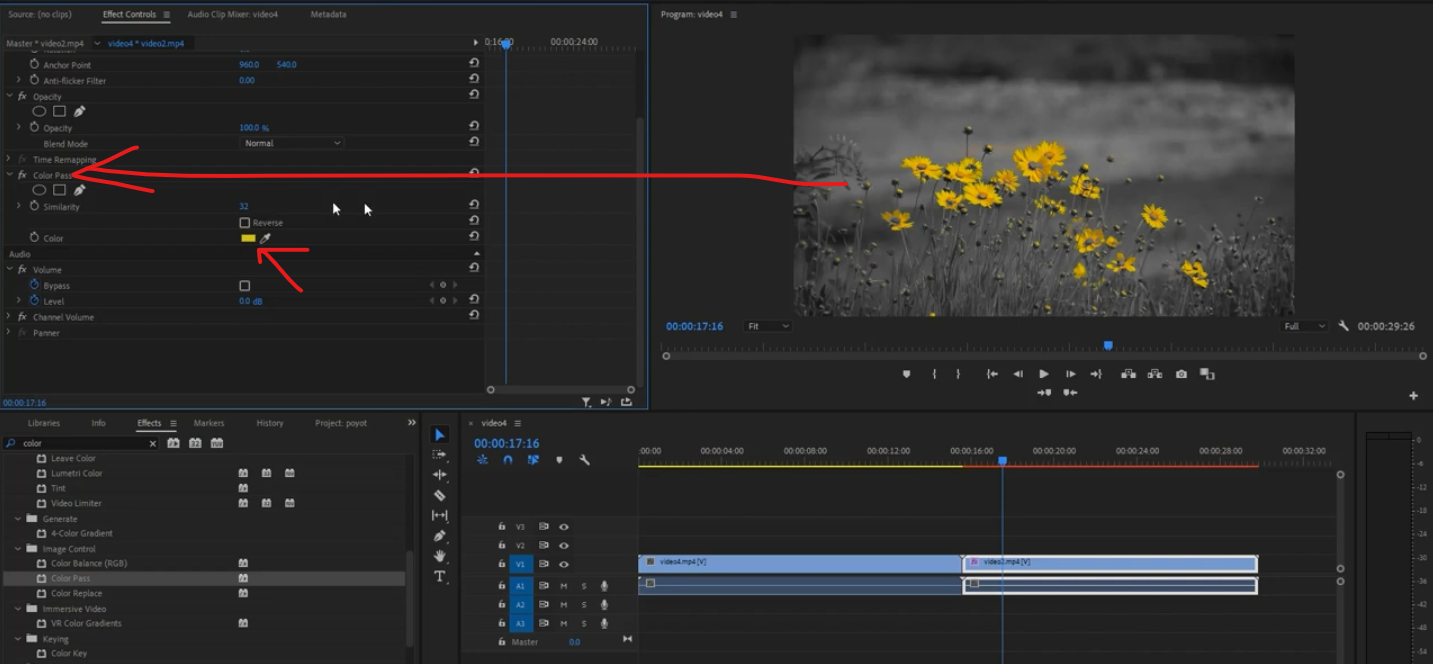 Source: (no clips) Effect Controls Audio Clip Mixer: video4 Metadata
Master * video2.mp4 video4 * video2.mp4
00:00:24:00
Anchor Point 960.0 540.0
Anti-flicker Filter 0.00
fx Opacity
Opacity 100.0 %
Blend Mode Normal
fx Time Remapping
fx Color Pass
Similarity 32
Reverse
Color
Audio
fx Volume
Bypass
Level 0.0 dB
fx Channel Volume
fx Panner
00:00:17:16
Program: video4
00:00:17:16 Fit Full 00:00:29:26
Libraries Info Effects Markers History Project: poyot
color
Leave Color
Lumetri Color
Tint
Video Limiter
Generate
4-Color Gradient
Image Control
Color Balance (RGB)
Color Pass
Color Replace
Immersive Video
VR Color Gradients
Keying
Color Key
video4
00:00:17:16
:00:00 00:00:04:00 00:00:08:00 00:00:12:00 00:00:16:00 00:00:20:00 00:00:24:00 00:00:28:00 00:00:32:00
V3
V2
V1 video4.mp4 [V] video2.mp4 [V]
A1 M S
A2 M S
A3 M S
Master 0.0
0
-6
-12
-18
-24
-30
-36
-42
-48
-54